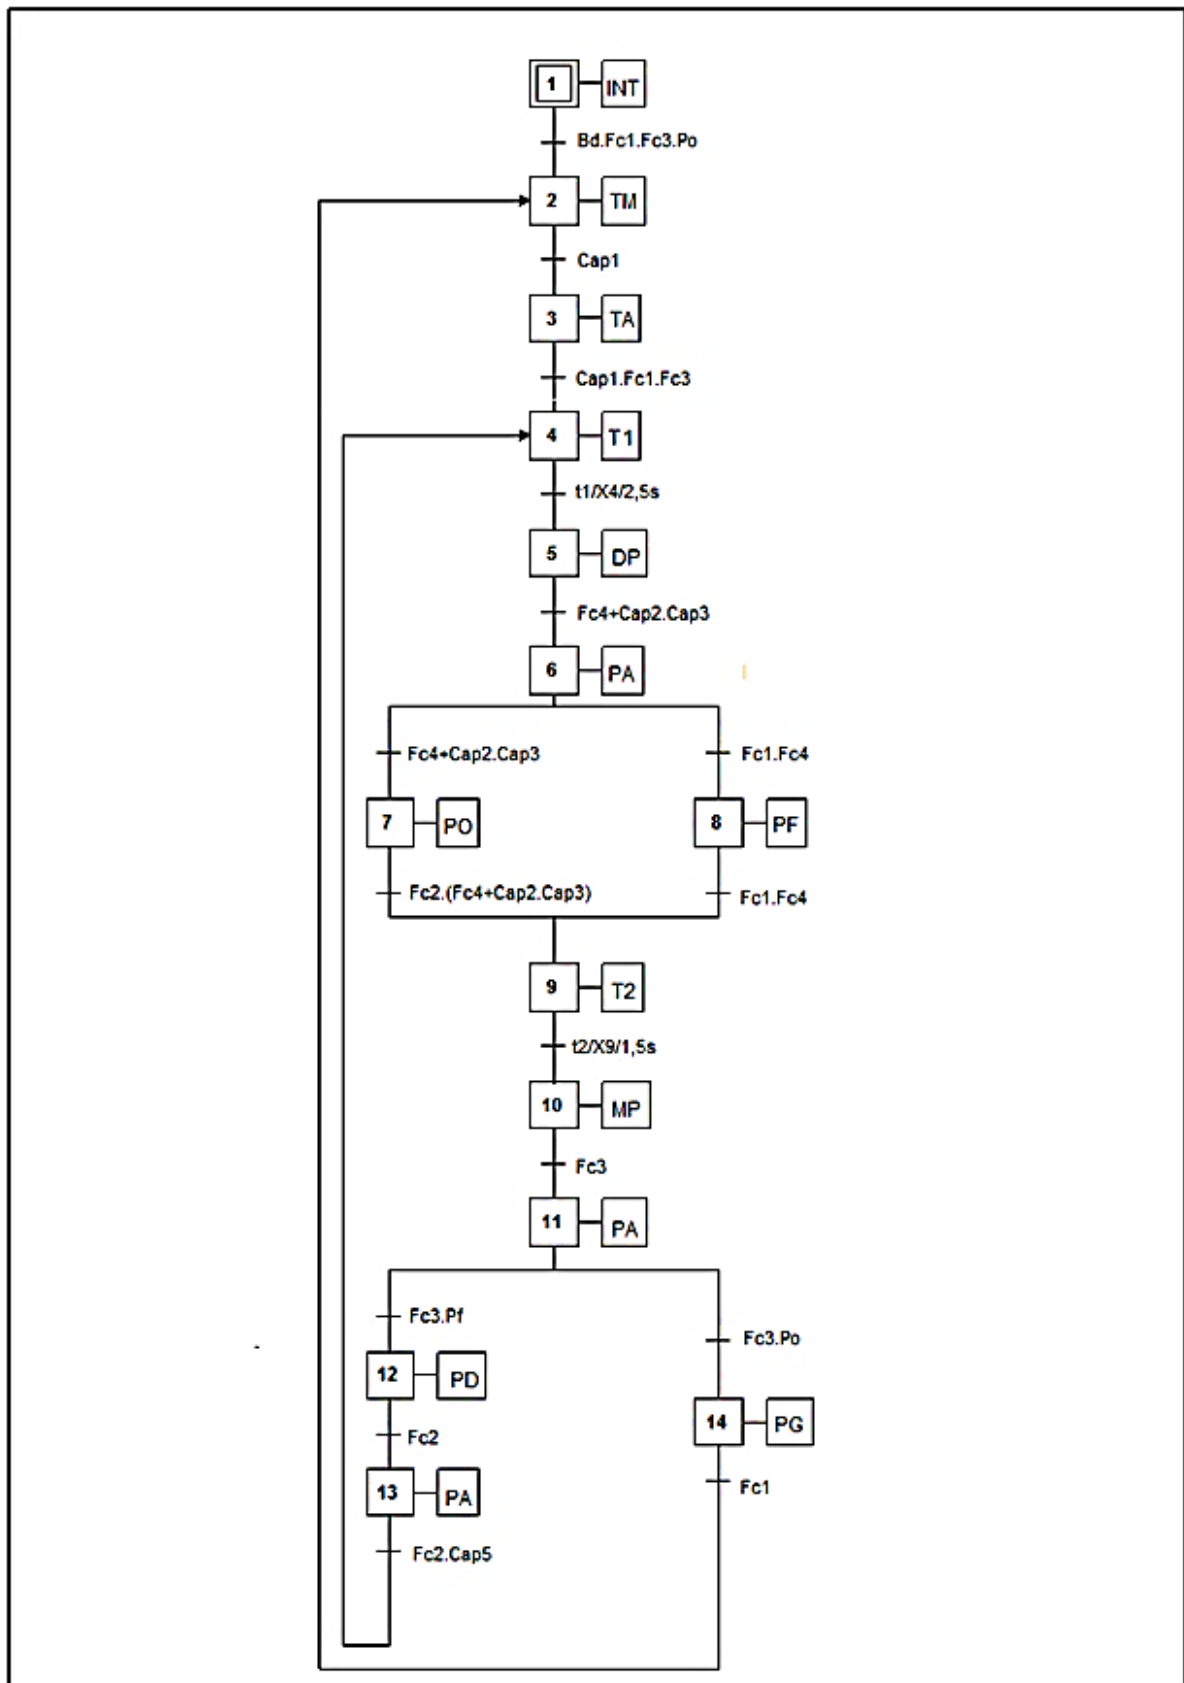 1 INT
Bd.Fc1.Fc3.Po
2 TM
Cap1
3 TA
Cap1.Fc1.Fc3
4 T1
t1/X4/2,5s
5 DP
Fc4+Cap2.Cap3
6 PA
Fc4+Cap2.Cap3 Fc1.Fc4
7 PO 8 PF
Fc2.(Fc4+Cap2.Cap3) Fc1.Fc4
9 T2
t2/X9/1,5s
10 MP
Fc3
11 PA
Fc3.Pf Fc3.Po
12 PD
14 PG
Fc2
Fc1
13 PA
Fc2.Cap5